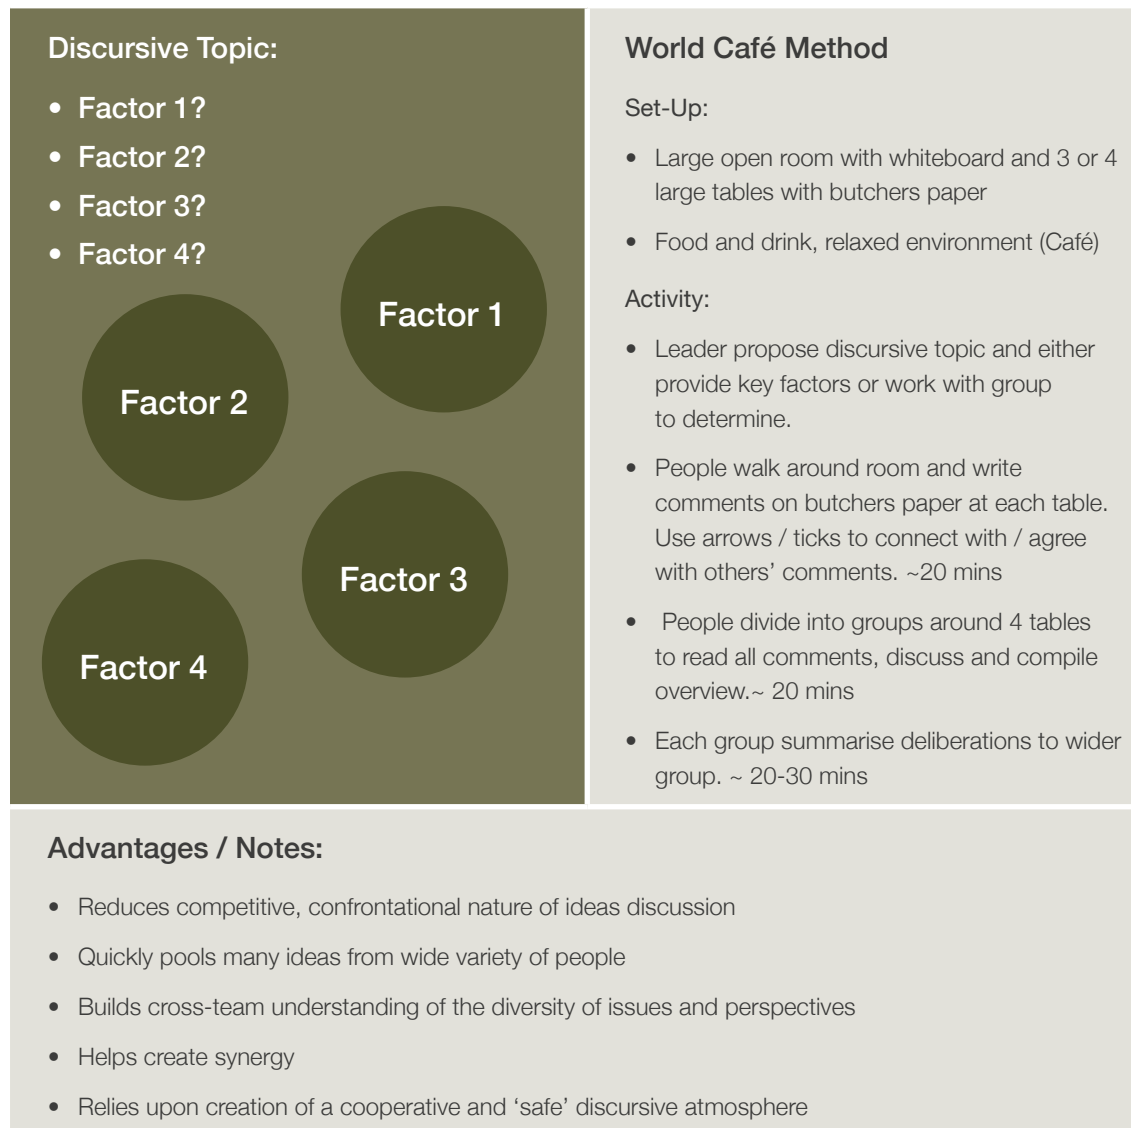 Discursive Topic:
• Factor 1?
• Factor 2?
• Factor 3?
• Factor 4?
Factor 1
Factor 2
Factor 3
Factor 4
World Café Method
Set-Up:
• Large open room with whiteboard and 3 or 4
large tables with butchers paper
• Food and drink, relaxed environment (Café)
Activity:
• Leader propose discursive topic and either
provide key factors or work with group
to determine.
• People walk around room and write
comments on butchers paper at each table.
Use arrows / ticks to connect with / agree
with others’ comments. ~20 mins
• People divide into groups around 4 tables
to read all comments, discuss and compile
overview.~ 20 mins
• Each group summarise deliberations to wider
group. ~ 20-30 mins
Advantages / Notes:
• Reduces competitive, confrontational nature of ideas discussion
• Quickly pools many ideas from wide variety of people
• Builds cross-team understanding of the diversity of issues and perspectives
• Helps create synergy
• Relies upon creation of a cooperative and ‘safe’ discursive atmosphere